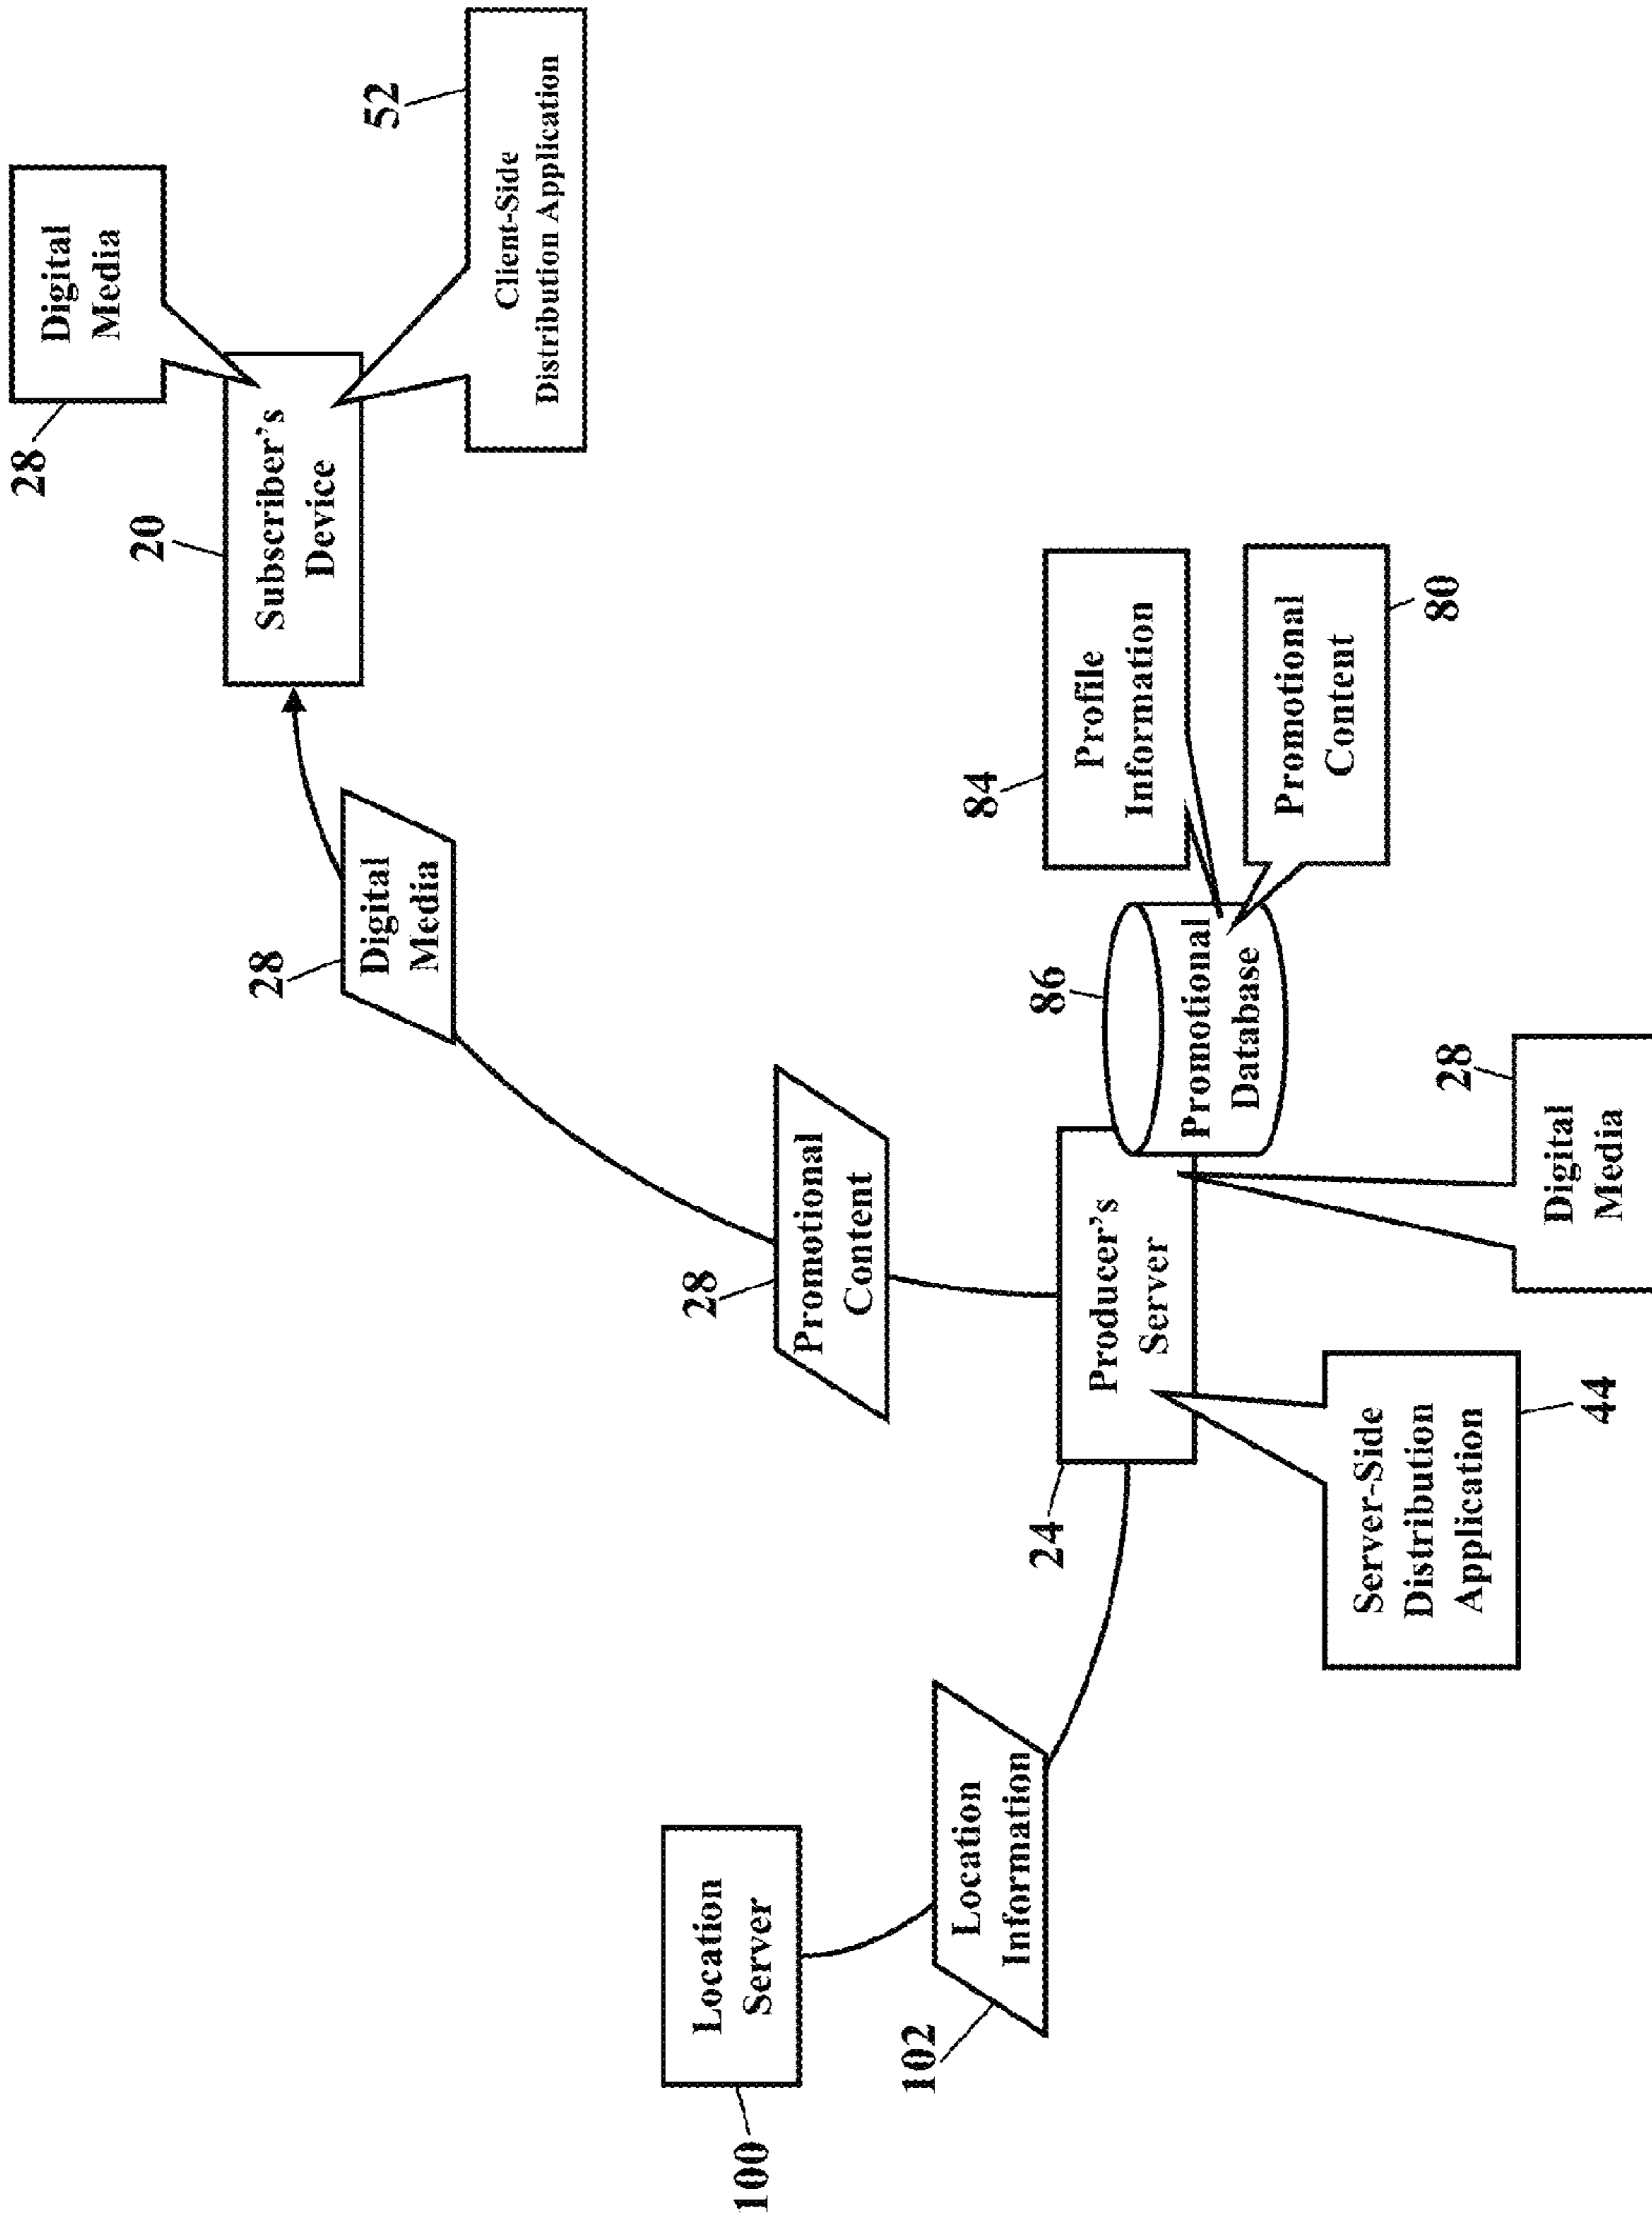 28
Digital
Media
20
Subscriber's
Device
52
Client-Side
Distribution Application
28
Digital
Media
28
Promotional
Content
Location
Server
100
102
Location
Information
24
Producer's
Server
86
Promotional
Database
84
Profile
Information
Promotional
Content
80
Server-Side
Distribution
Application
44
28
Digital
Media